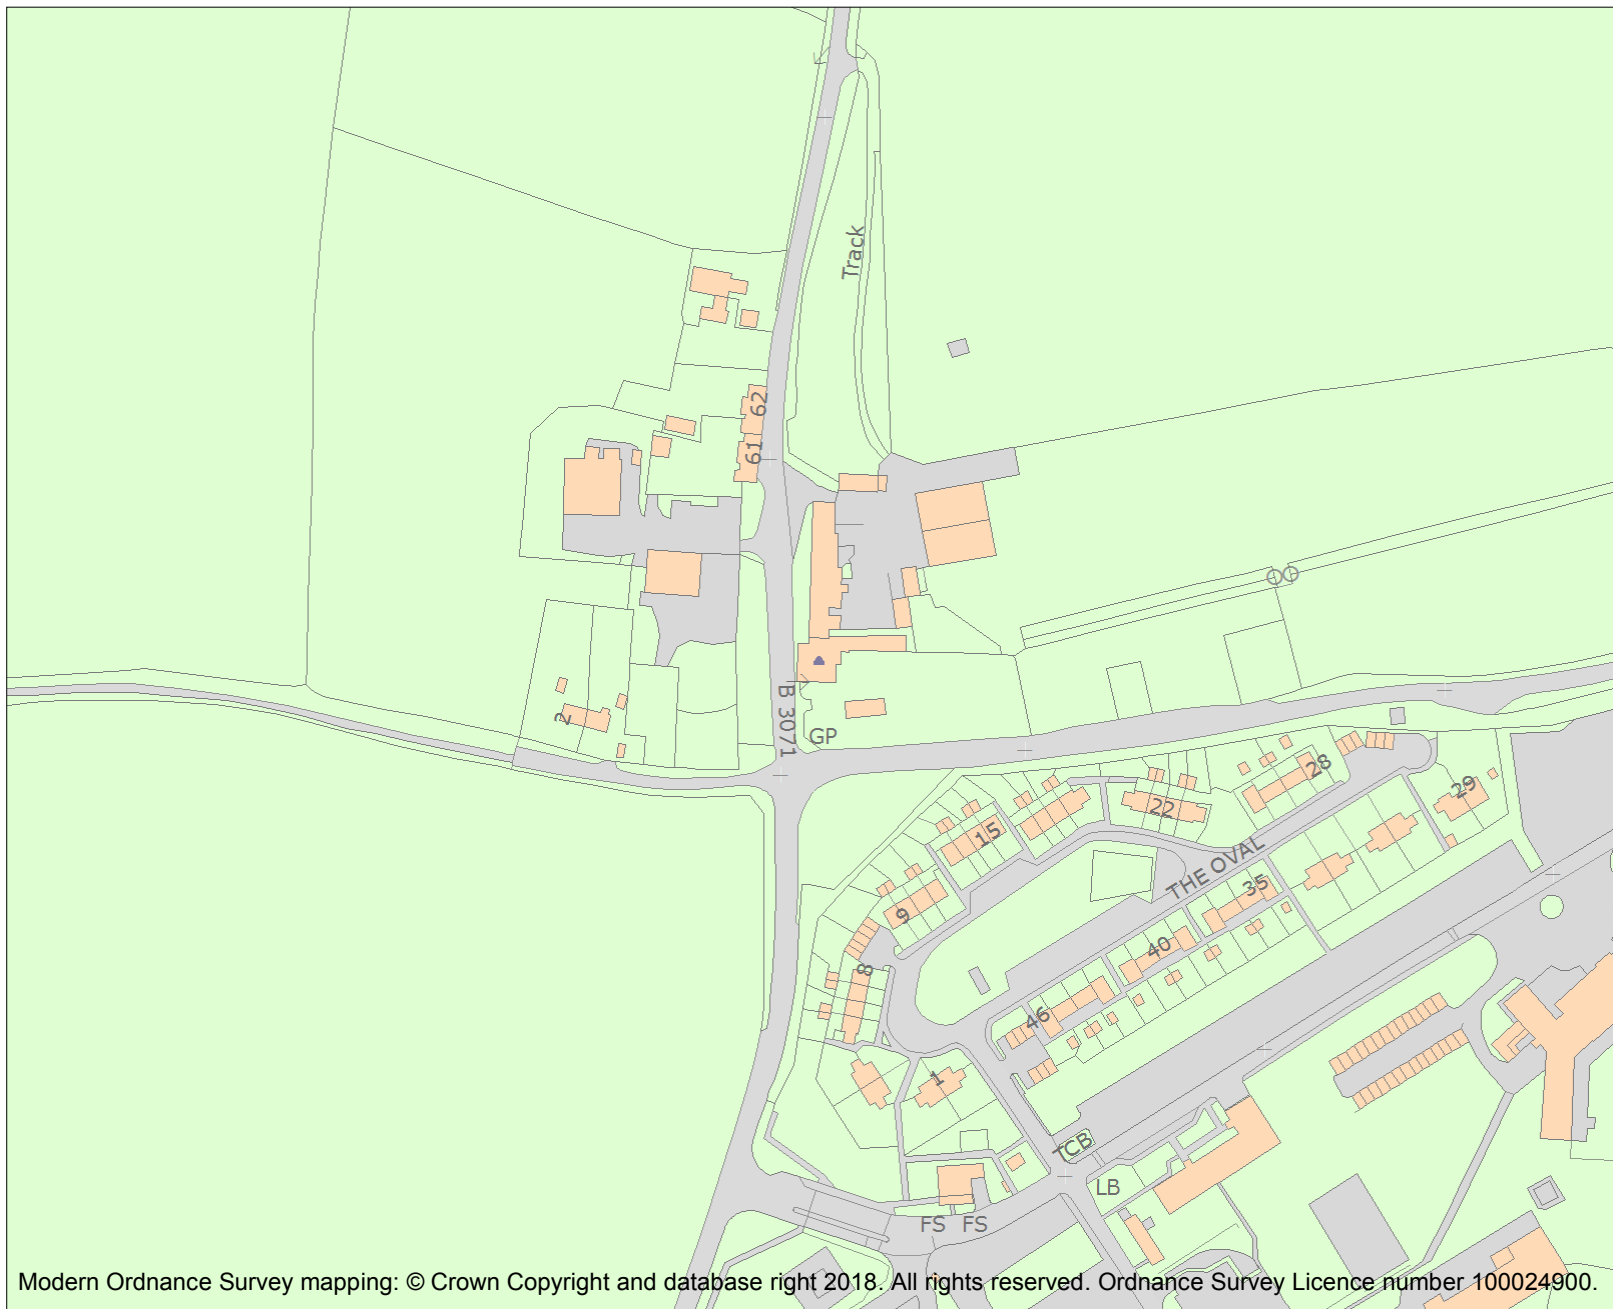 Track
62
61
2
B 3071
GP
28
29
22
15
THE OVAL
35
9
40
8
46
1
TCB
LB
FS FS
Modern Ordnance Survey mapping: © Crown Copyright and database right 2018. All rights reserved. Ordnance Survey Licence number 100024900.